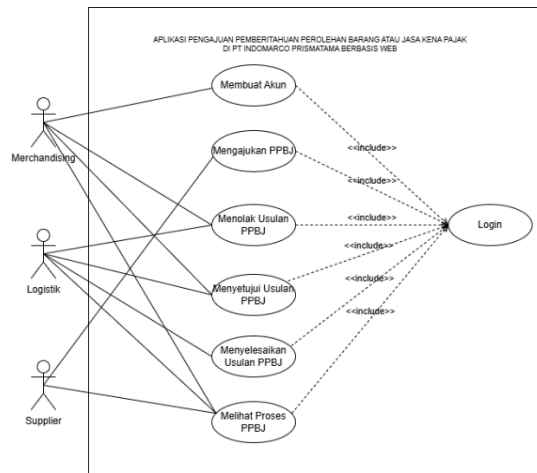 APLIKASI PENGAJUAN PEMBERITAHUAN PEROLEHAN BARANG ATAU JASA KENA PAJAK
DI PT INDOMARCO PRISMATAMA BERBASIS WEB
Membuat Akun
Merchandising
<<include>>
Mengajukan PPBJ
<<include>>
Menolak Usulan
PPBJ
<<include>>
Login
<<include>>
Logistik
Menyetujui Usulan
PPBJ
<<include>>
Menyelesaikan
Usulan PPBJ
<<include>>
Supplier
Melihat Proses
PPBJ